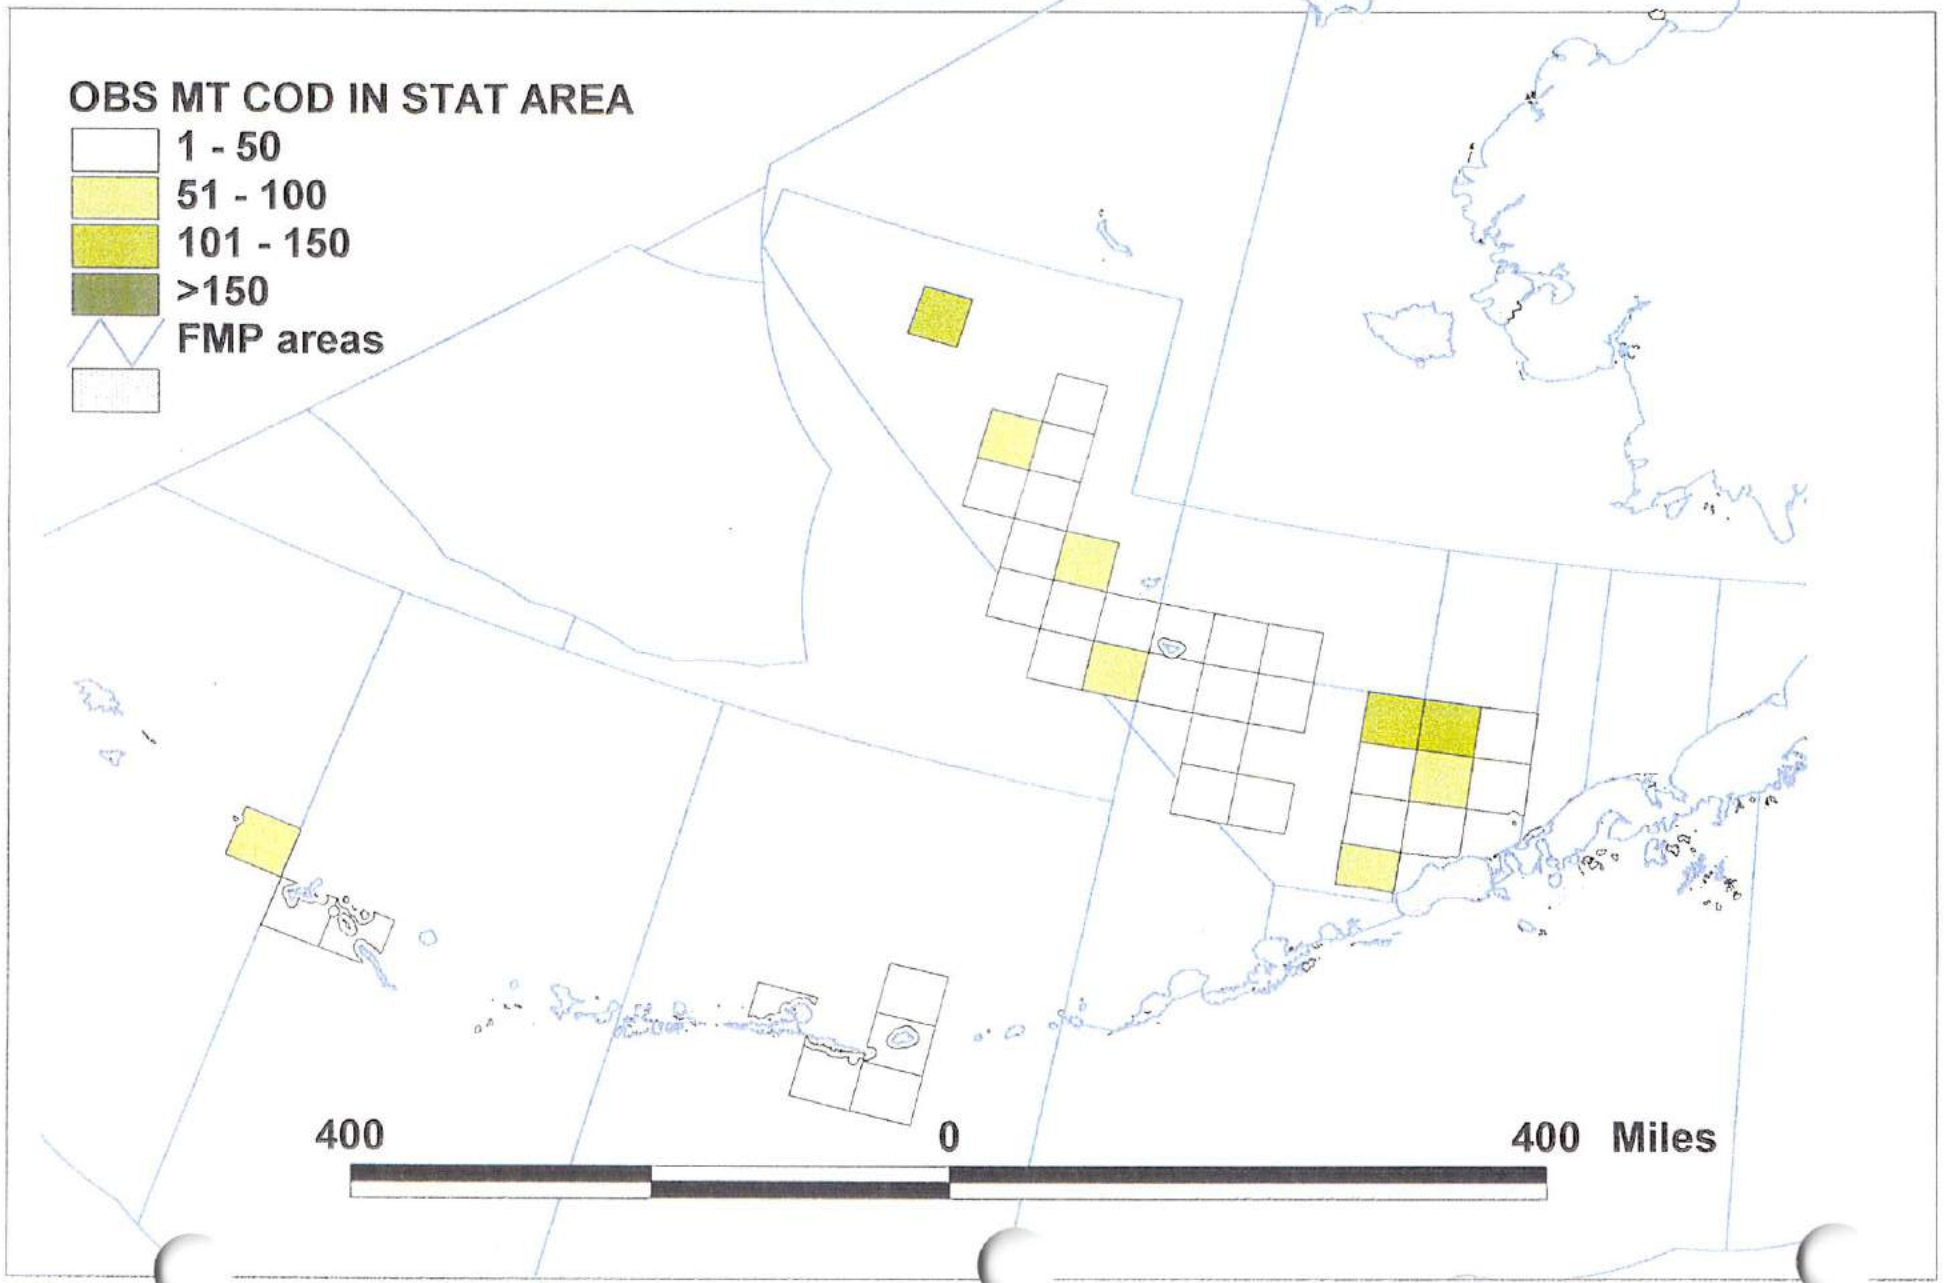 OBS MT COD IN STAT AREA
1 - 50
51 - 100
101 - 150
>150
FMP areas
400 0 400 Miles